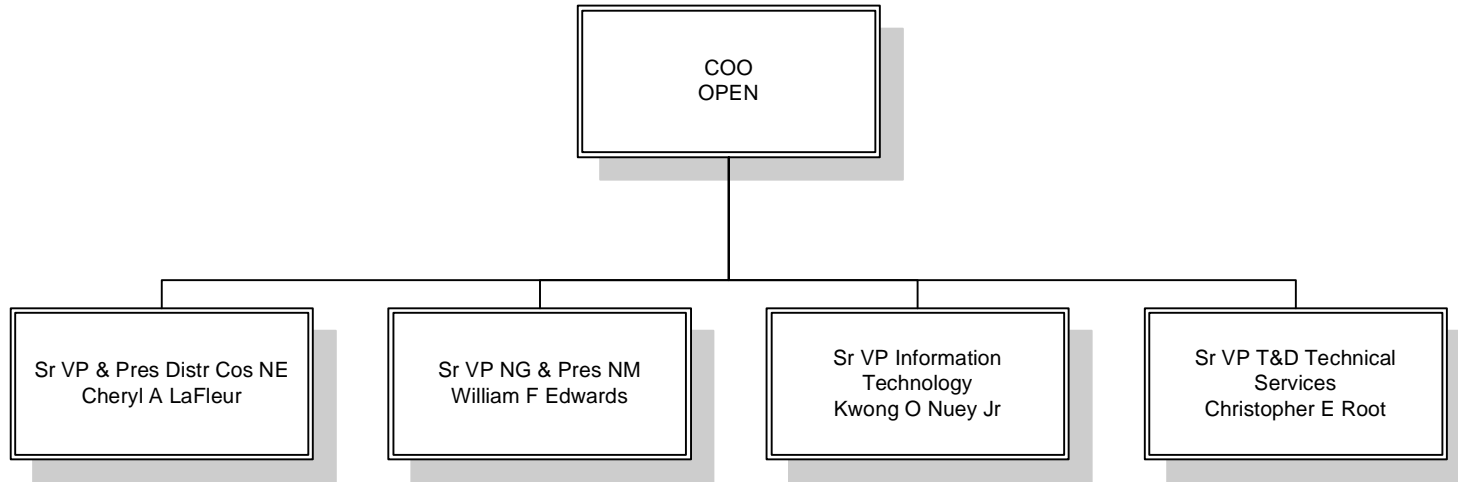 COO
OPEN
Sr VP & Pres Distr Cos NE
Cheryl A LaFleur
Sr VP NG & Pres NM
William F Edwards
Sr VP Information
Technology
Kwong O Nuey Jr
Sr VP T&D Technical
Services
Christopher E Root